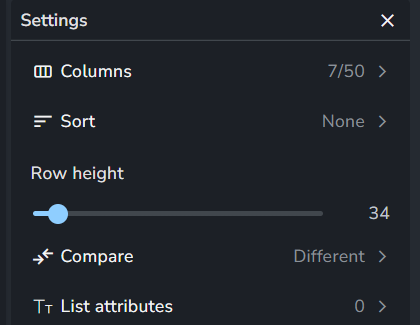 Settings
Columns 7/50
Sort None
Row height
34
Compare Different
List attributes 0